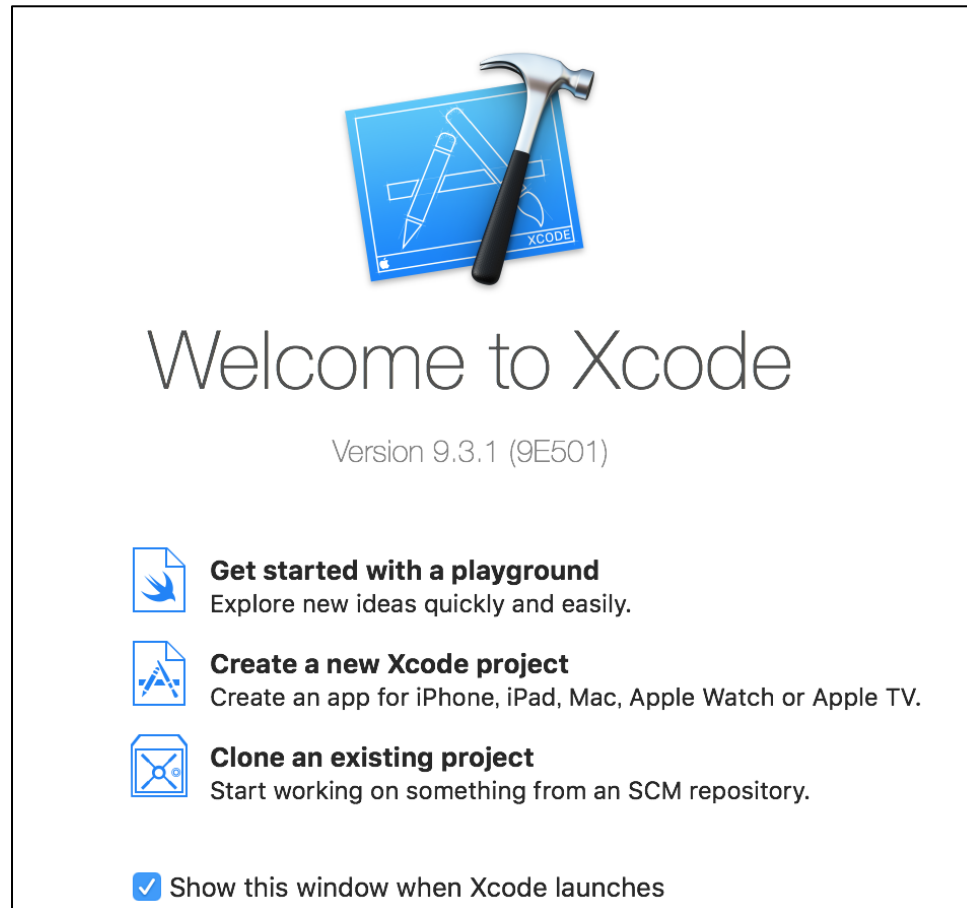 XCODE
Welcome to Xcode
Version 9.3.1 (9E501)
Get started with a playground
Explore new ideas quickly and easily.
Create a new Xcode project
Create an app for iPhone, iPad, Mac, Apple Watch or Apple TV.
Clone an existing project
Start working on something from an SCM repository.
Show this window when Xcode launches